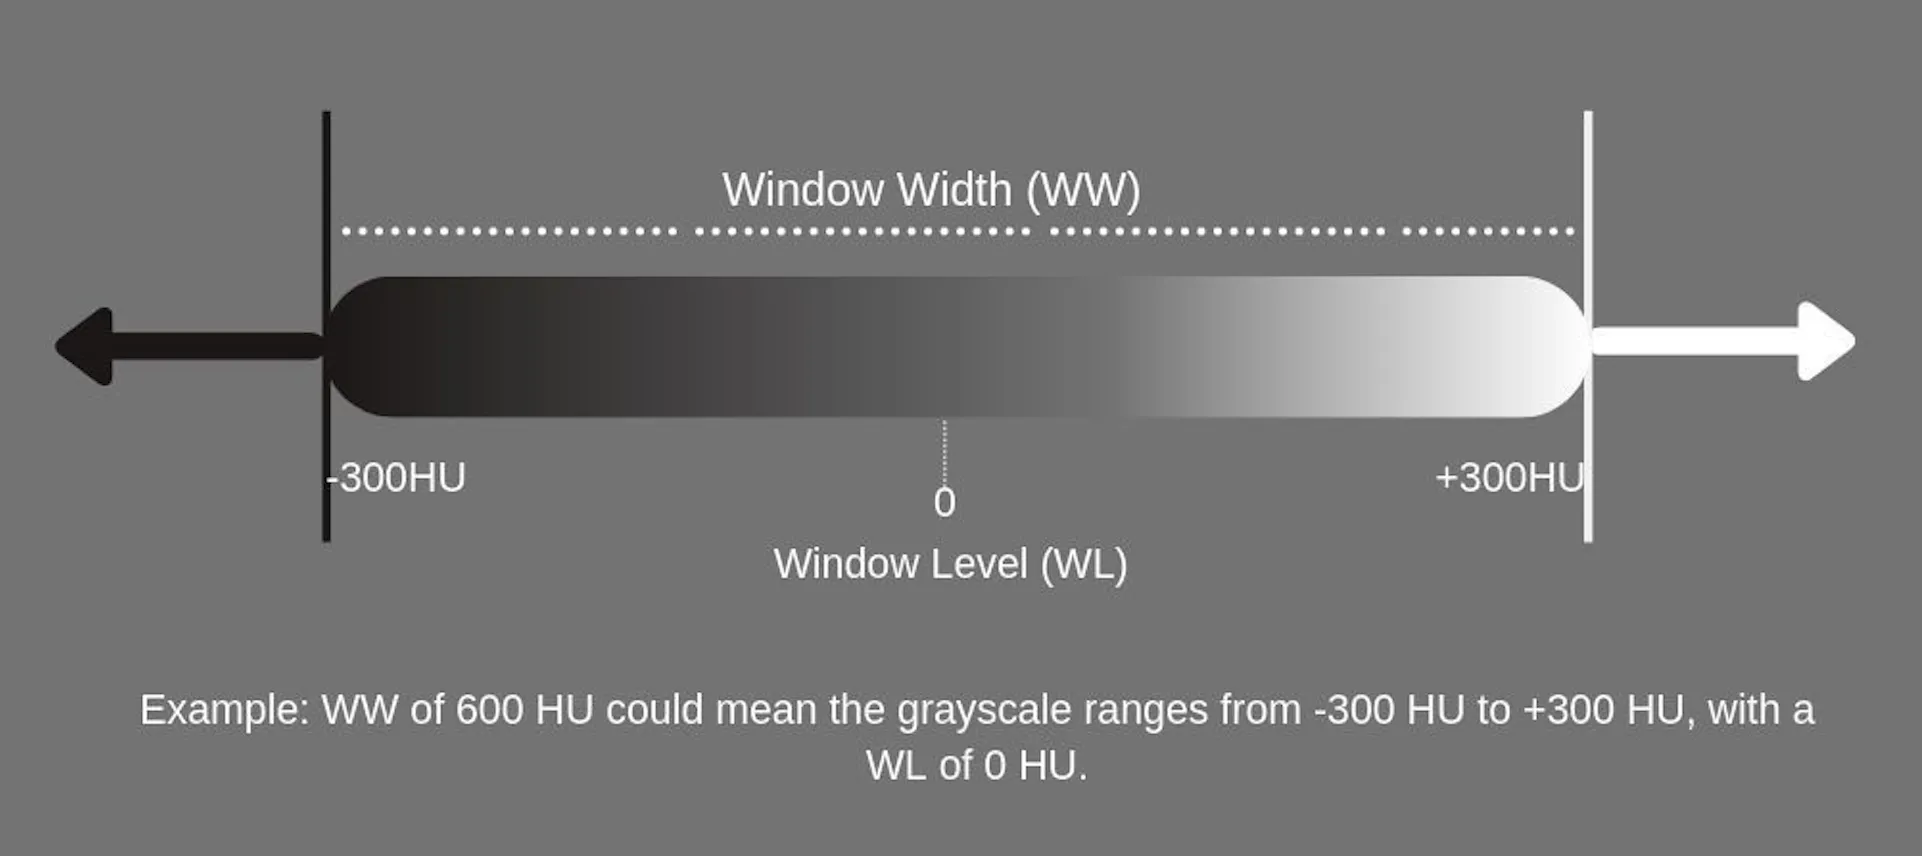 Window Width (WW)
-300HU
+300HU
0
Window Level (WL)
Example: WW of 600 HU could mean the grayscale ranges from -300 HU to +300 HU, with a
WL of 0 HU.